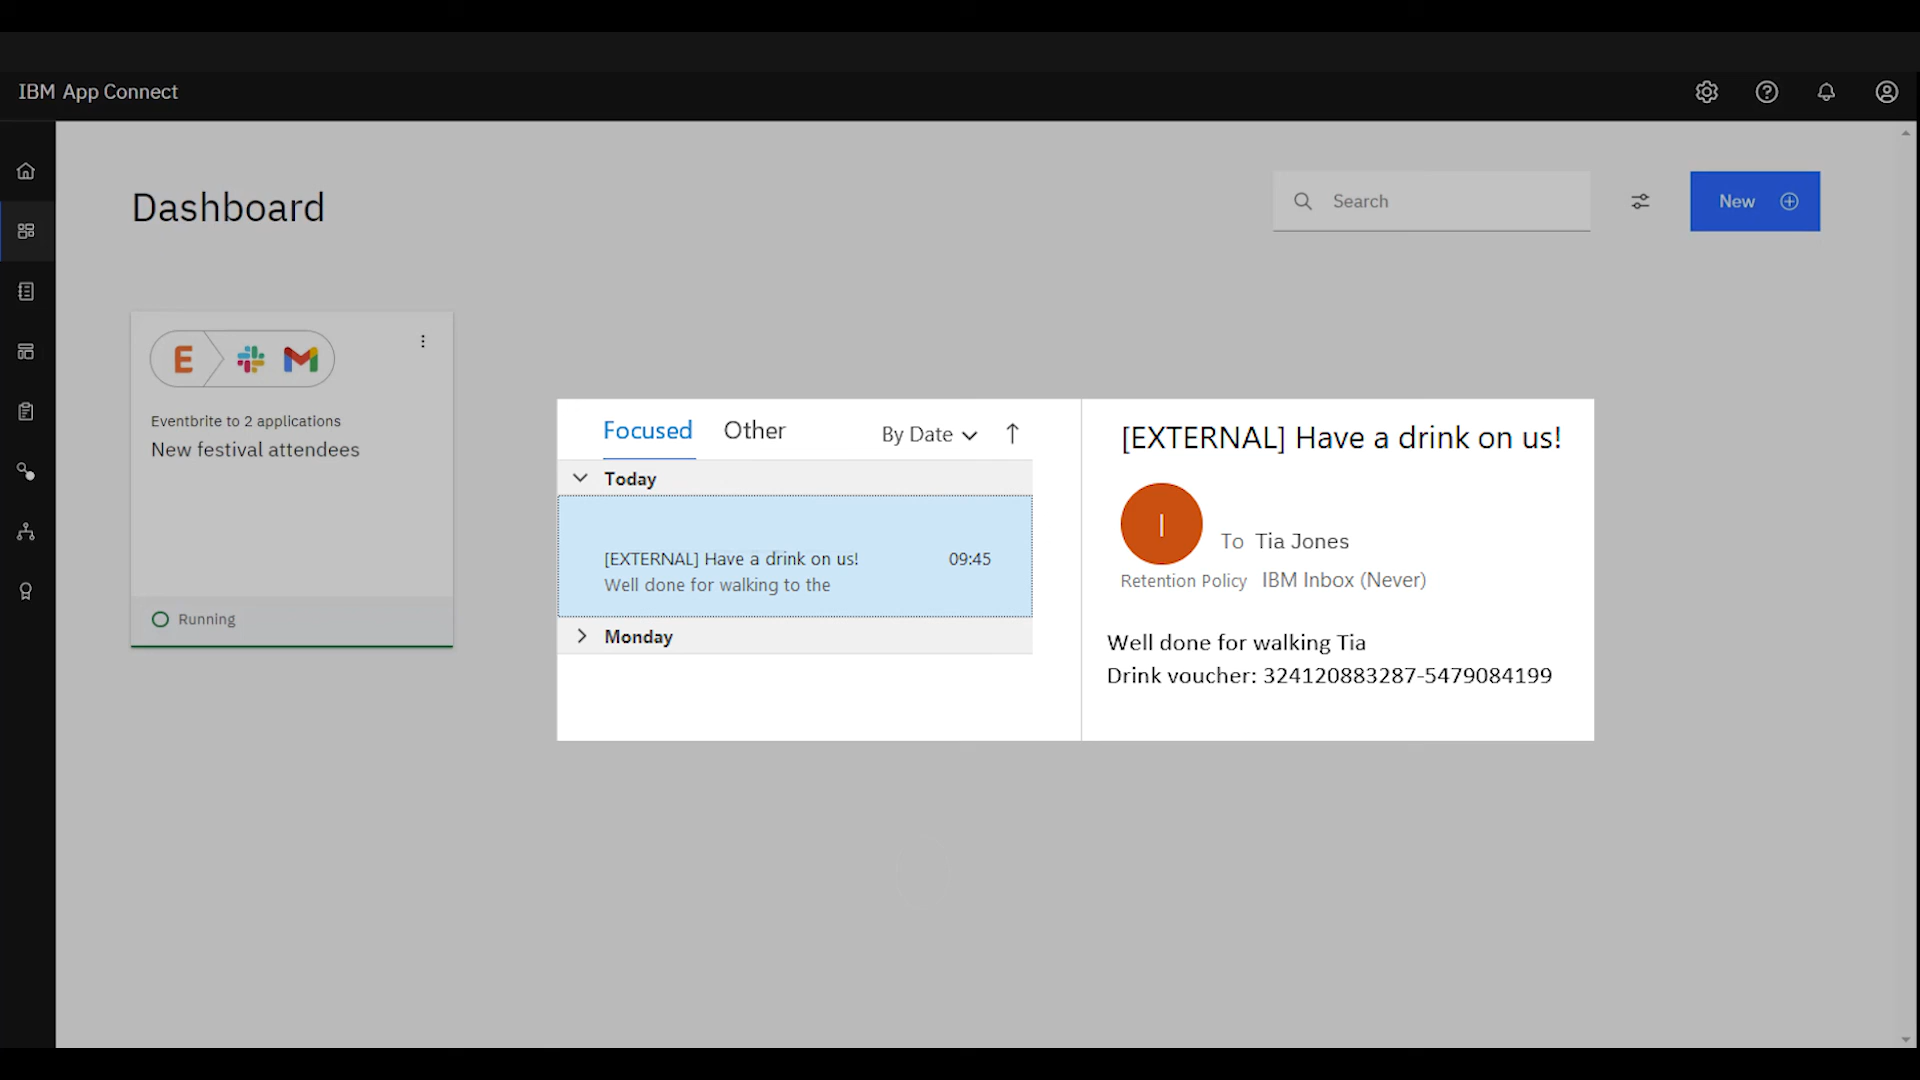 IBM App Connect
Dashboard
Search
New
E
Eventbrite to 2 applications
New festival attendees
Running
Focused Other By Date
Today
[EXTERNAL] Have a drink on us! 09:45
Well done for walking to the
Monday
[EXTERNAL] Have a drink on us!
I
To Tia Jones
Retention Policy IBM Inbox (Never)
Well done for walking Tia
Drink voucher: 324120883287-5479084199